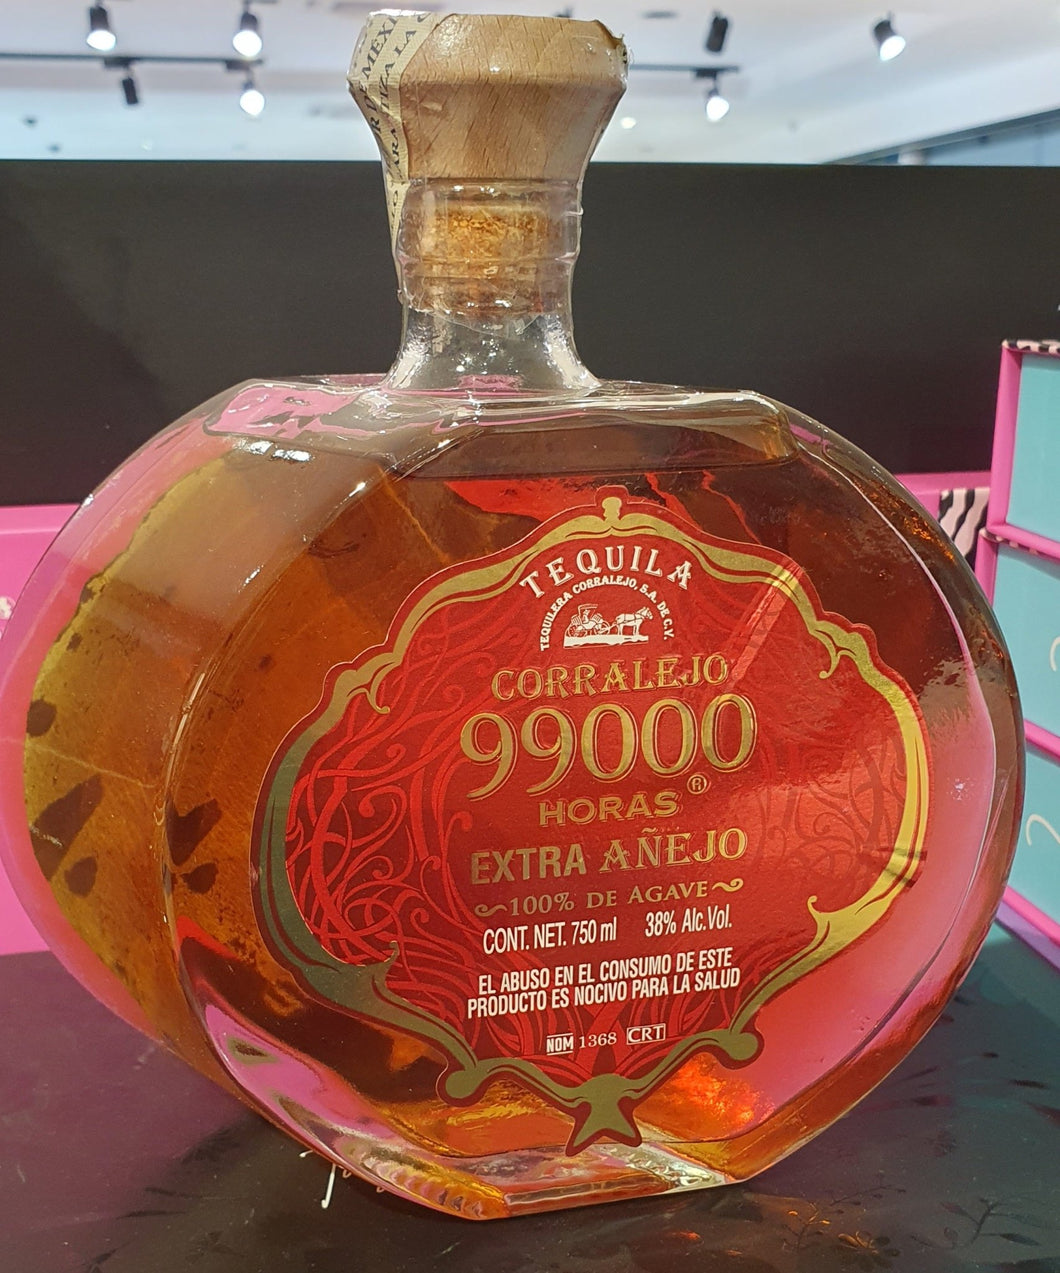 TEQUILA
TEQUILERA CORRALEJO, S.A. DE C.V.
CORRALEJO
99000
HORAS ®
EXTRA AÑEJO
~100% DE AGAVE~
CONT. NET. 750 ml 38% Alc.Vol.
EL ABUSO EN EL CONSUMO DE ESTE
PRODUCTO ES NOCIVO PARA LA SALUD
NOM 1368 CRT